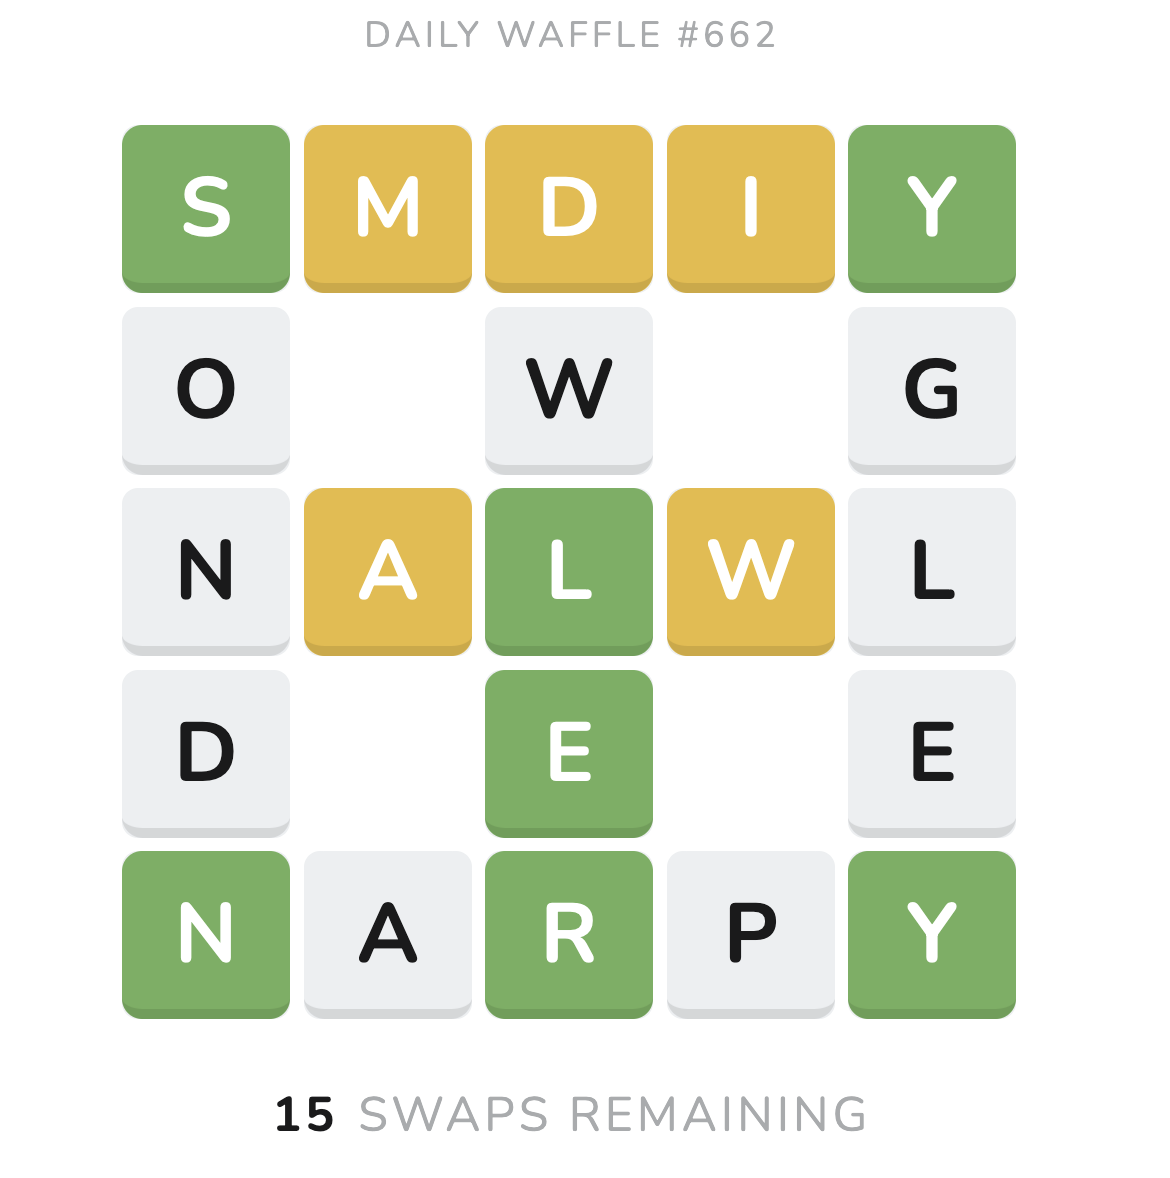 DAILY WAFFLE #662
S M D I Y
O W G
N A L W L
D E E
N A R P Y
15 SWAPS REMAINING